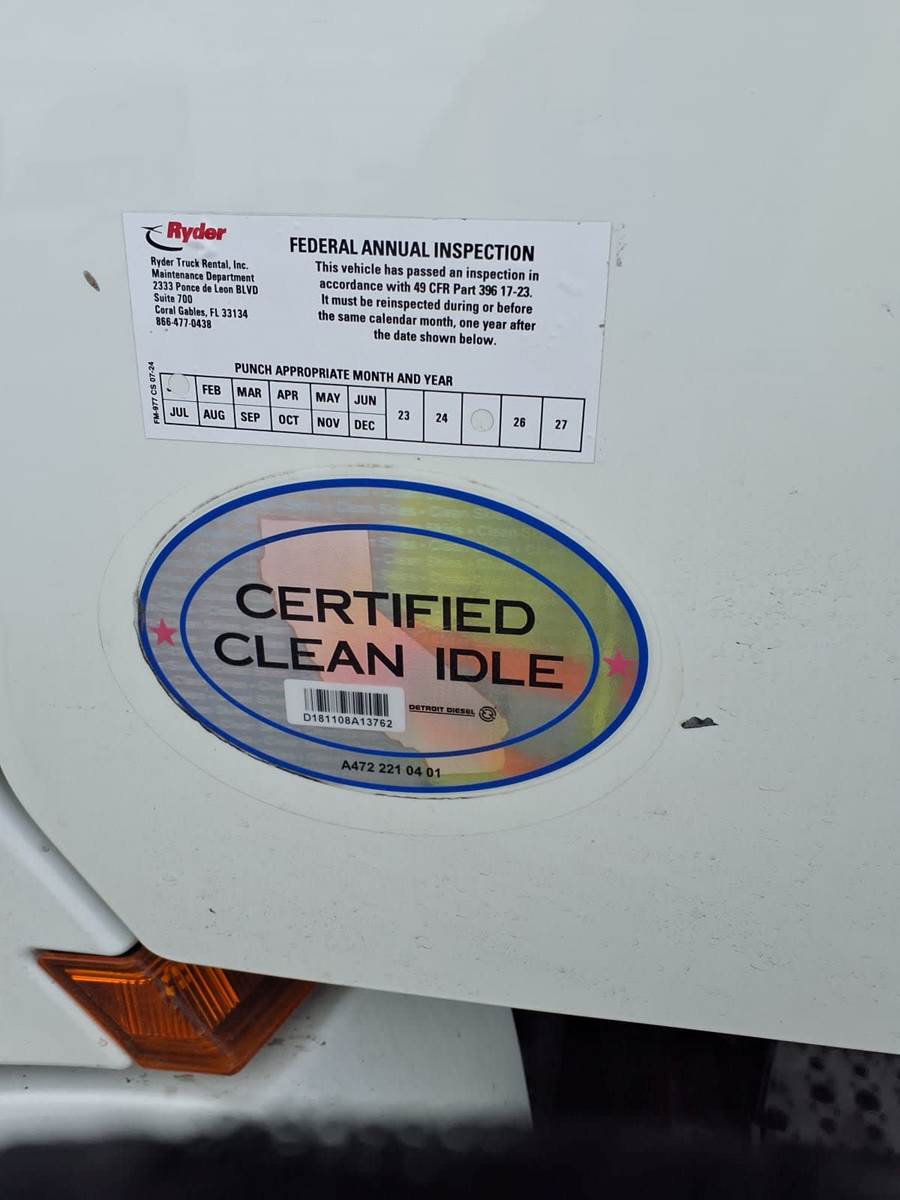 Ryder
Ryder Truck Rental, Inc.
Maintenance Department
2333 Ponce de Leon BLVD
Suite 700
Coral Gables, FL 33134
866-477-0438
FEDERAL ANNUAL INSPECTION
This vehicle has passed an inspection in
accordance with 49 CFR Part 396 17-23.
It must be reinspected during or before
the same calendar month, one year after
the date shown below.
FM-977 CS 07-24
PUNCH APPROPRIATE MONTH AND YEAR
FEB MAR APR MAY JUN
JUL AUG SEP OCT NOV DEC
23 24 26 27
CERTIFIED
CLEAN IDLE
D181108A13762
DETROIT DIESEL
A472 221 04 01